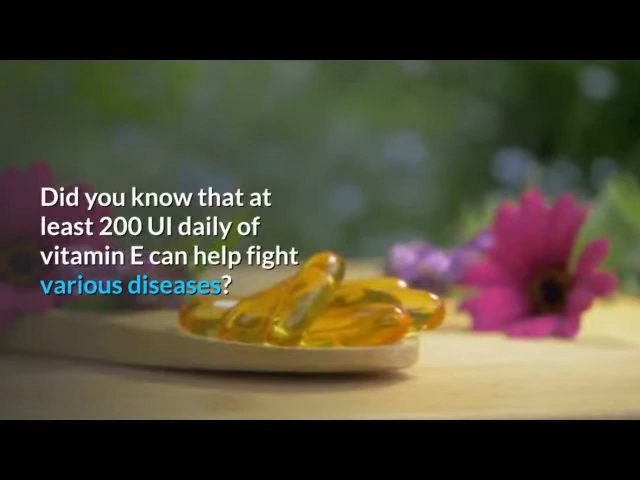 Did you know that at
least 200 UI daily of
vitamin E can help fight
various diseases?